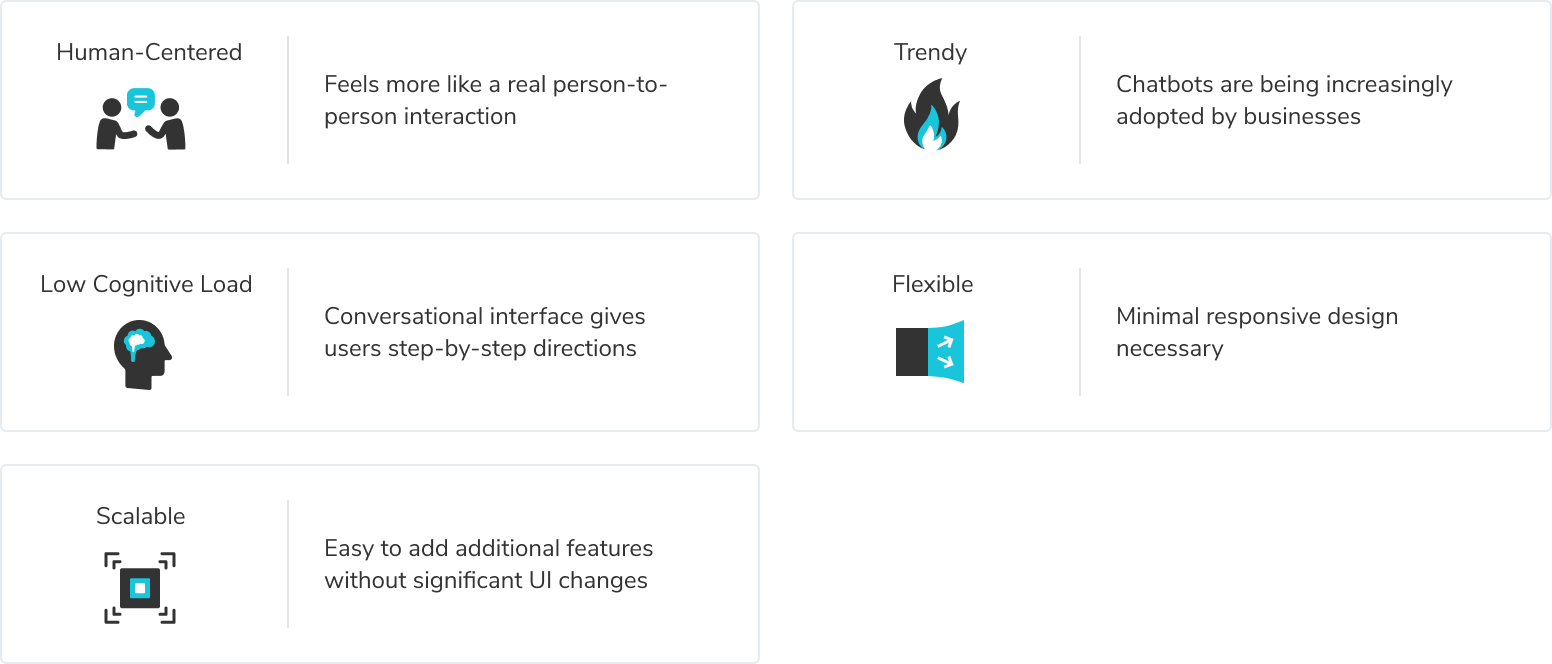 Human-Centered
Feels more like a real person-to-
person interaction
Trendy
Chatbots are being increasingly
adopted by businesses
Low Cognitive Load
Conversational interface gives
users step-by-step directions
Flexible
Minimal responsive design
necessary
Scalable
Easy to add additional features
without significant UI changes